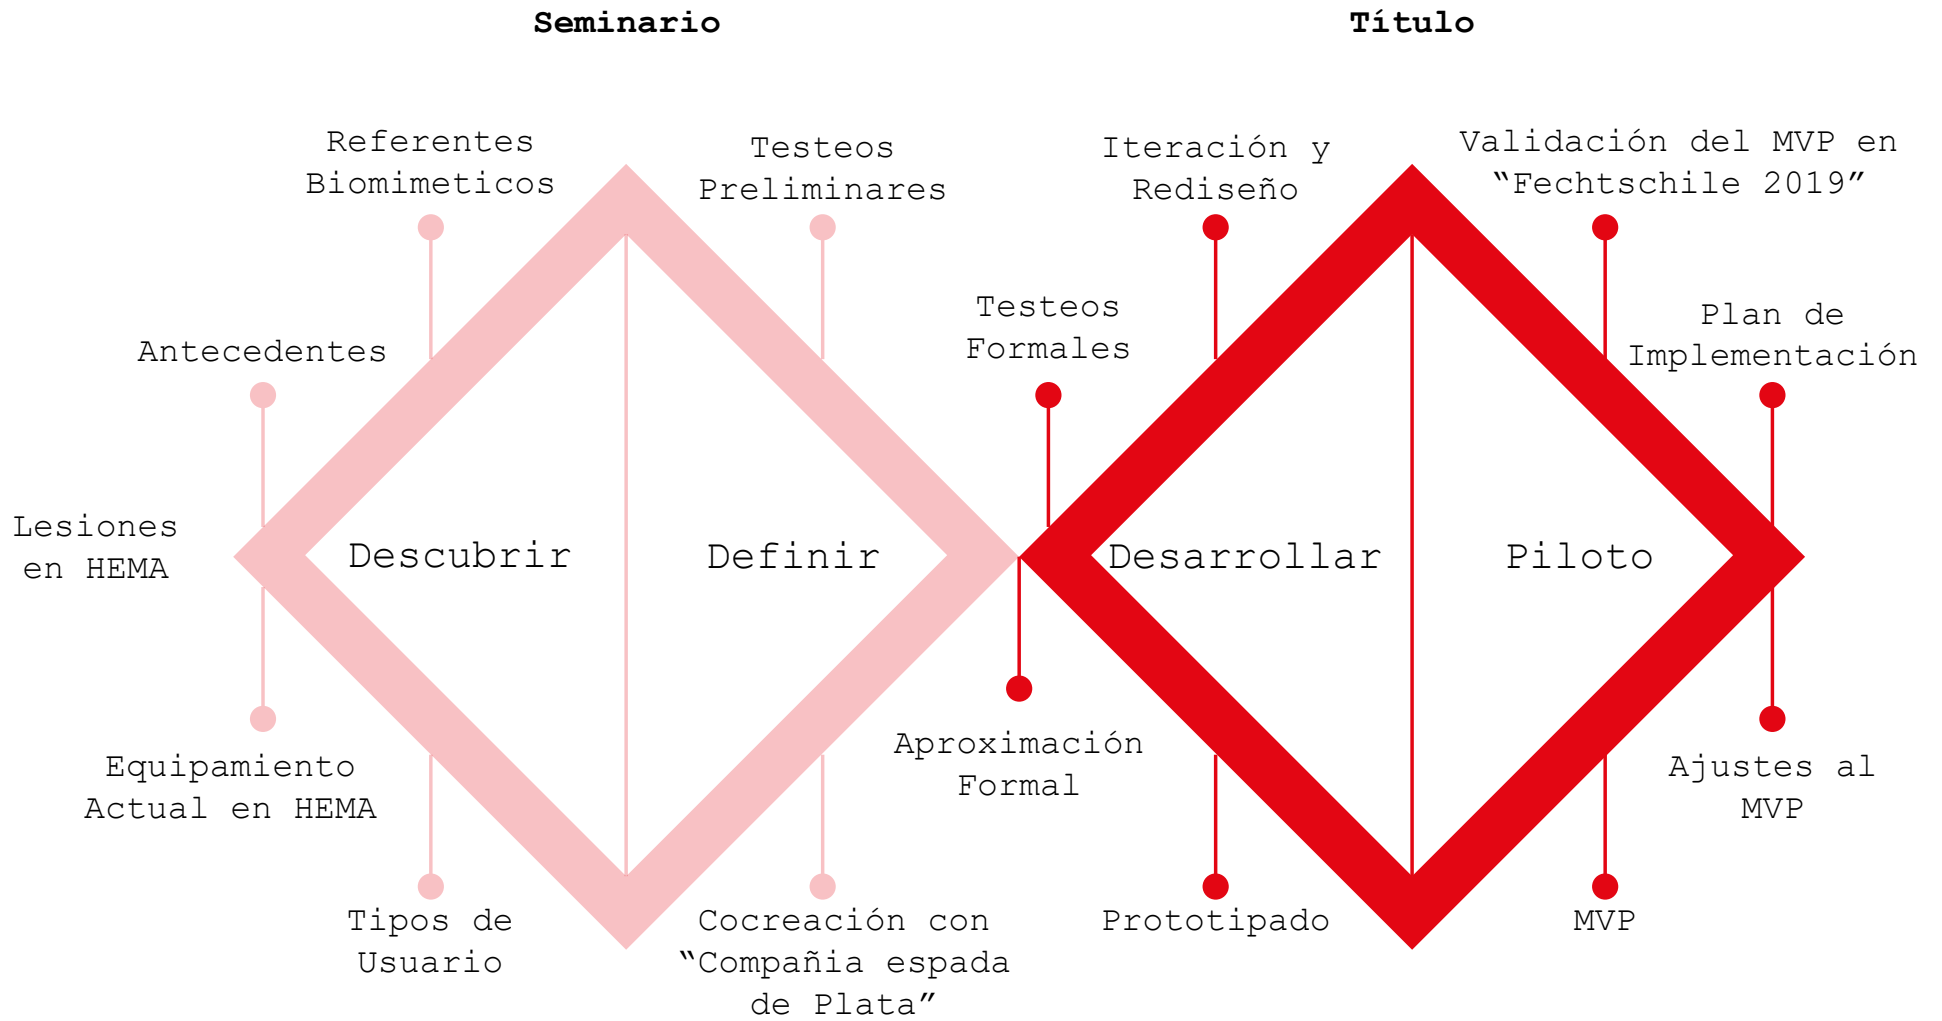 Seminario
Título
Referentes
Biomimeticos
Testeos
Preliminares
Iteración y
Rediseño
Validación del MVP en
“Fechtschile 2019”
Antecedentes
Testeos
Formales
Plan de
Implementación
Lesiones
en HEMA
Descubrir
Definir
Desarrollar
Piloto
Equipamiento
Actual en HEMA
Aproximación
Formal
Ajustes al
MVP
Tipos de
Usuario
Cocreación con
“Compañia espada
de Plata”
Prototipado
MVP